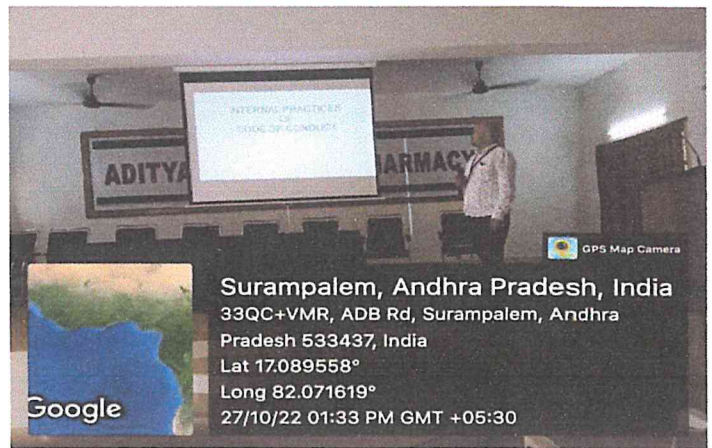 INTERNAL PRACTICES
OF
CODE OF CONDUCT
ADITYA
ARMACY
GPS Map Camera
Surampalem, Andhra Pradesh, India
33QC+VMR, ADB Rd, Surampalem, Andhra
Pradesh 533437, India
Lat 17.089558°
Long 82.071619°
27/10/22 01:33 PM GMT +05:30
Google